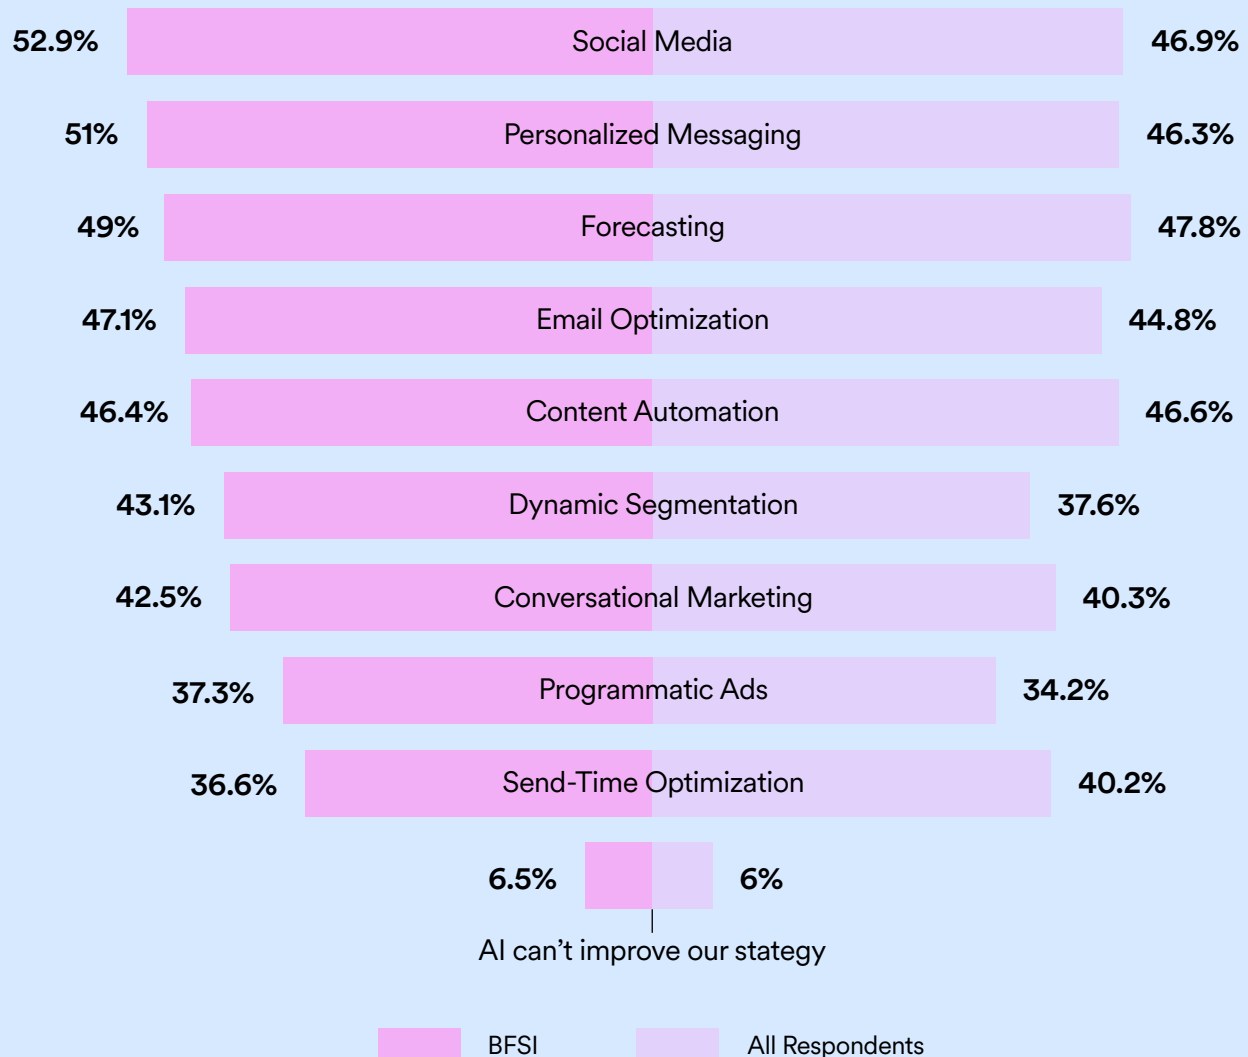 52.9% Social Media 46.9%
51% Personalized Messaging 46.3%
49% Forecasting 47.8%
47.1% Email Optimization 44.8%
46.4% Content Automation 46.6%
43.1% Dynamic Segmentation 37.6%
42.5% Conversational Marketing 40.3%
37.3% Programmatic Ads 34.2%
36.6% Send-Time Optimization 40.2%
6.5% 6%
AI can't improve our stategy
BFSI All Respondents